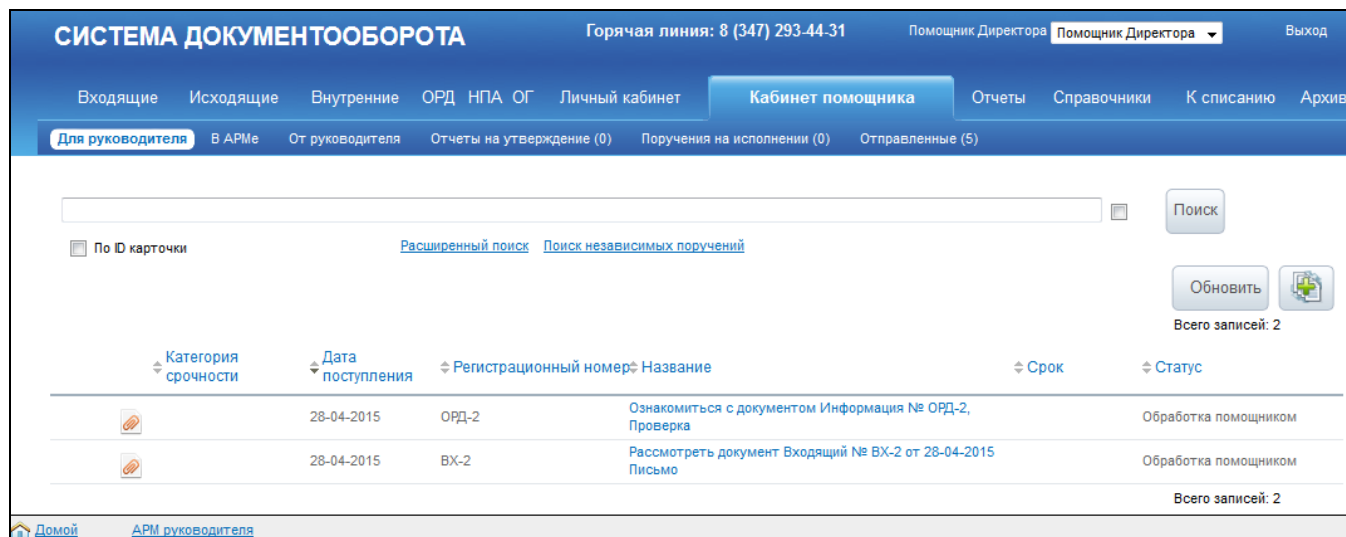 СИСТЕМА ДОКУМЕНТООБОРОТА Горячая линия: 8 (347) 293-44-31 Помощник Директора Помощник Директора Выход
Входящие Исходящие Внутренние ОРД НПА ОГ Личный кабинет Кабинет помощника Отчеты Справочники К списанию Архив
Для руководителя В АРМе От руководителя Отчеты на утверждение (0) Поручения на исполнении (0) Отправленные (5)
Поиск
По ID карточки Расширенный поиск Поиск независимых поручений
Обновить
Всего записей: 2
Категория срочности Дата поступления Регистрационный номер Название Срок Статус
28-04-2015 ОРД-2 Ознакомиться с документом Информация № ОРД-2, Обработка помощником
Проверка
28-04-2015 ВХ-2 Рассмотреть документ Входящий № ВХ-2 от 28-04-2015 Обработка помощником
Письмо
Всего записей: 2
Домой АРМ руководителя